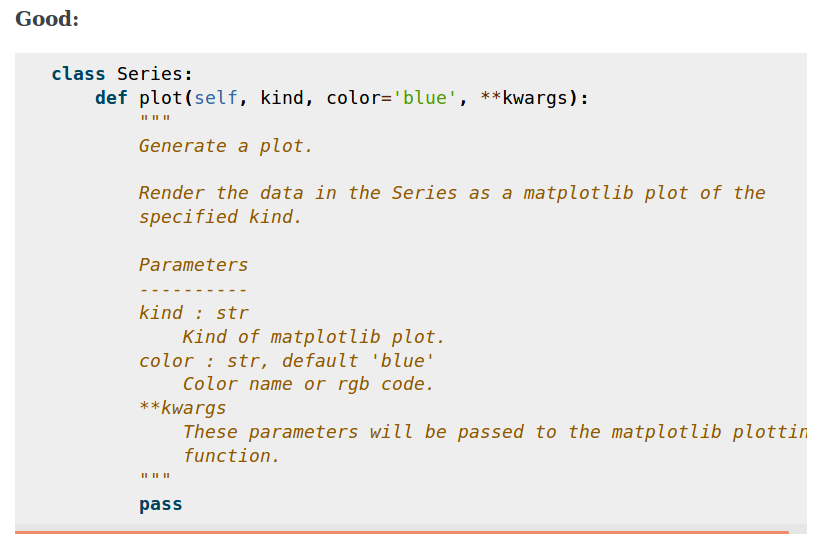 Good:
class Series:
    def plot(self, kind, color='blue', **kwargs):
        """
        Generate a plot.

        Render the data in the Series as a matplotlib plot of the
        specified kind.

        Parameters
        ----------
        kind : str
            Kind of matplotlib plot.
        color : str, default 'blue'
            Color name or rgb code.
        **kwargs
            These parameters will be passed to the matplotlib plottin
            function.
        """
        pass